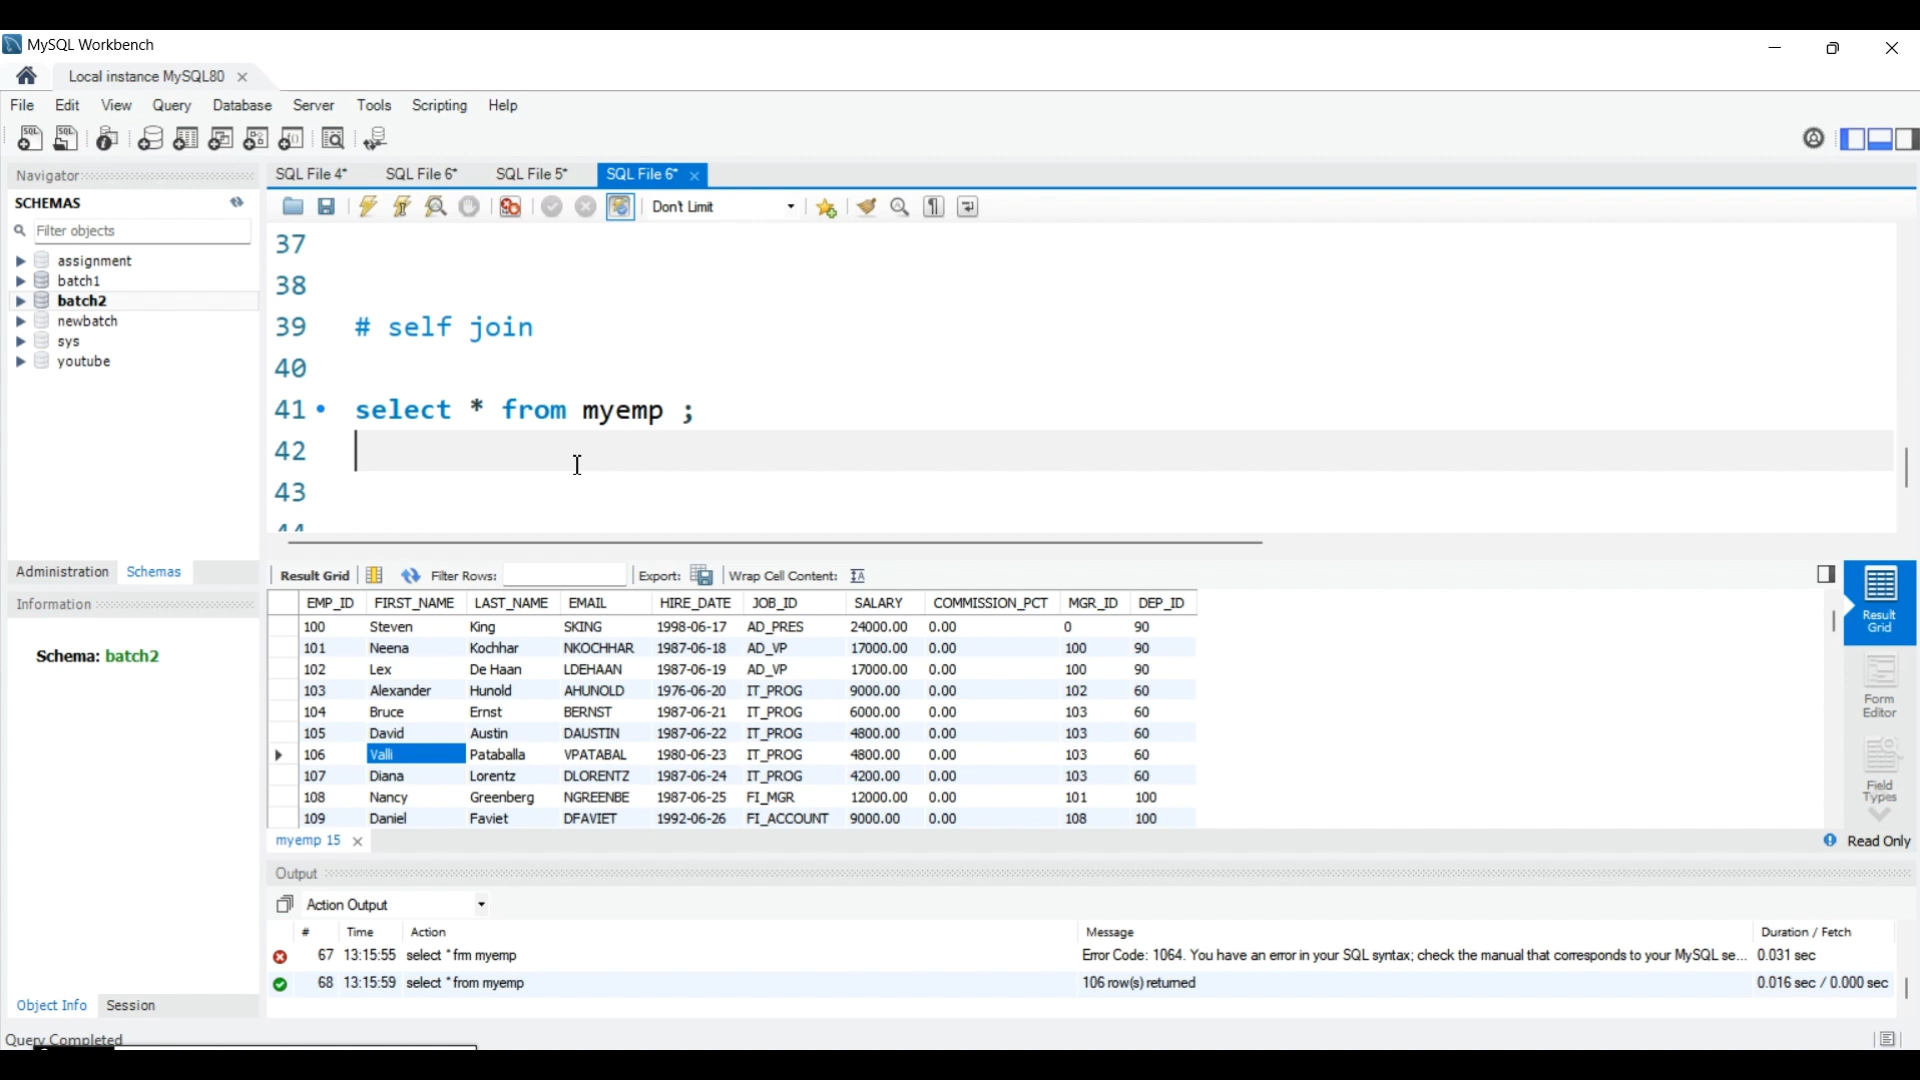 MySQL Workbench
Local instance MySQL80
File Edit View Query Database Server Tools Scripting Help
Navigator
SCHEMAS
Filter objects
assignment
batch1
batch2
newbatch
sys
youtube
Administration Schemas
Information
Schema: batch2
Object Info Session
Query Completed
SQL File 4* SQL File 6* SQL File 5* SQL File 6*
Don't Limit
37
38
39 # self join
40
41 select * from myemp ;
42
43
44
Result Grid Filter Rows: Export: Wrap Cell Content:
EMP_ID FIRST_NAME LAST_NAME EMAIL HIRE_DATE JOB_ID SALARY COMMISSION_PCT MGR_ID DEP_ID
100 Steven King SKING 1998-06-17 AD_PRES 24000.00 0.00 0 90
101 Neena Kochhar NKOCHHAR 1987-06-18 AD_VP 17000.00 0.00 100 90
102 Lex De Haan LDEHAAN 1987-06-19 AD_VP 17000.00 0.00 100 90
103 Alexander Hunold AHUNOLD 1976-06-20 IT_PROG 9000.00 0.00 102 60
104 Bruce Ernst BERNST 1987-06-21 IT_PROG 6000.00 0.00 103 60
105 David Austin DAUSTIN 1987-06-22 IT_PROG 4800.00 0.00 103 60
106 Valli Pataballa VPATABAL 1980-06-23 IT_PROG 4800.00 0.00 103 60
107 Diana Lorentz DLORENTZ 1987-06-24 IT_PROG 4200.00 0.00 103 60
108 Nancy Greenberg NGREENBE 1987-06-25 FI_MGR 12000.00 0.00 101 100
109 Daniel Faviet DFAVIET 1992-06-26 FI_ACCOUNT 9000.00 0.00 108 100
Result
Grid
Form
Editor
Field
Types
myemp 15
Read Only
Output
Action Output
# Time Action Message Duration / Fetch
67 13:15:55 select * frm myemp Error Code: 1064. You have an error in your SQL syntax; check the manual that corresponds to your MySQL se... 0.031 sec
68 13:15:59 select * from myemp 106 row(s) returned 0.016 sec / 0.000 sec